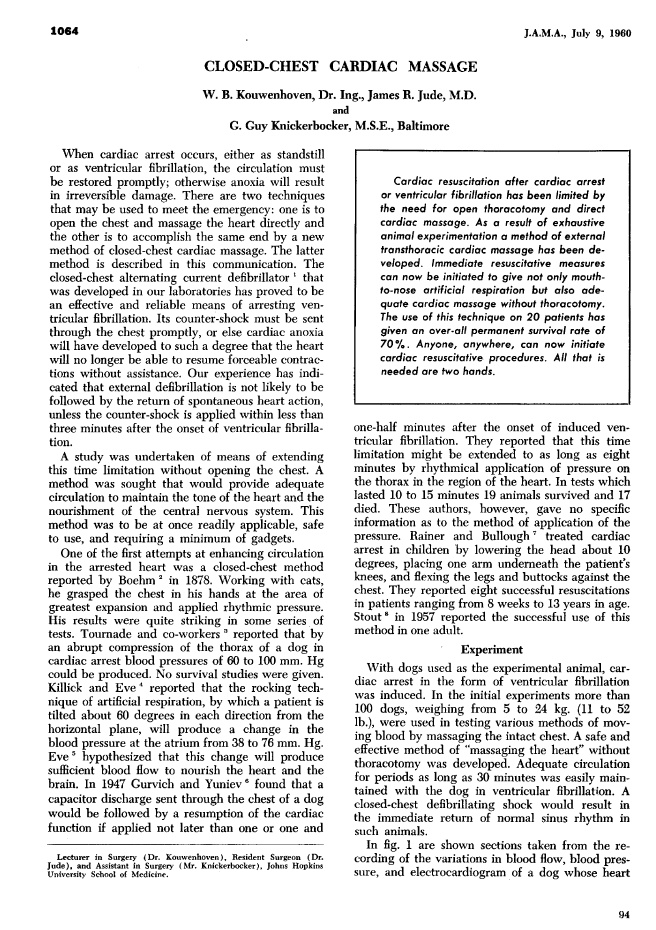 1064
J.A.M.A., July 9, 1960
CLOSED-CHEST CARDIAC MASSAGE
W. B. Kouwenhoven, Dr. Ing., James R. Jude, M.D.
and
G. Guy Knickerbocker, M.S.E., Baltimore
When cardiac arrest occurs, either as standstill
or as ventricular fibrillation, the circulation must
be restored promptly; otherwise anoxia will result
in irreversible damage. There are two techniques
that may be used to meet the emergency: one is to
open the chest and massage the heart directly and
the other is to accomplish the same end by a new
method of closed-chest cardiac massage. The latter
method is described in this communication. The
closed-chest alternating current defibrillator 1 that
was developed in our laboratories has proved to be
an effective and reliable means of arresting ven-
tricular fibrillation. Its counter-shock must be sent
through the chest promptly, or else cardiac anoxia
will have developed to such a degree that the heart
will no longer be able to resume forceable contrac-
tions without assistance. Our experience has indi-
cated that external defibrillation is not likely to be
followed by the return of spontaneous heart action,
unless the counter-shock is applied within less than
three minutes after the onset of ventricular fibrilla-
tion.
A study was undertaken of means of extending
this time limitation without opening the chest. A
method was sought that would provide adequate
circulation to maintain the tone of the heart and the
nourishment of the central nervous system. This
method was to be at once readily applicable, safe
to use, and requiring a minimum of gadgets.
One of the first attempts at enhancing circulation
in the arrested heart was a closed-chest method
reported by Boehm 2 in 1878. Working with cats,
he grasped the chest in his hands at the area of
greatest expansion and applied rhythmic pressure.
His results were quite striking in some series of
tests. Tournade and co-workers 3 reported that by
an abrupt compression of the thorax of a dog in
cardiac arrest blood pressures of 60 to 100 mm. Hg
could be produced. No survival studies were given.
Killick and Eve 4 reported that the rocking tech-
nique of artificial respiration, by which a patient is
tilted about 60 degrees in each direction from the
horizontal plane, will produce a change in the
blood pressure at the atrium from 38 to 76 mm. Hg.
Eve 5 hypothesized that this change will produce
sufficient blood flow to nourish the heart and the
brain. In 1947 Gurvich and Yuniev 6 found that a
capacitor discharge sent through the chest of a dog
would be followed by a resumption of the cardiac
function if applied not later than one or one and
Lecturer in Surgery (Dr. Kouwenhoven), Resident Surgeon (Dr.
Jude), and Assistant in Surgery (Mr. Knickerbocker), Johns Hopkins
University School of Medicine.
Cardiac resuscitation after cardiac arrest
or ventricular fibrillation has been limited by
the need for open thoracotomy and direct
cardiac massage. As a result of exhaustive
animal experimentation a method of external
transthoracic cardiac massage has been de-
veloped. Immediate resuscitative measures
can now be initiated to give not only mouth-
to-nose artificial respiration but also ade-
quate cardiac massage without thoracotomy.
The use of this technique on 20 patients has
given an over-all permanent survival rate of
70%. Anyone, anywhere, can now initiate
cardiac resuscitative procedures. All that is
needed are two hands.
one-half minutes after the onset of induced ven-
tricular fibrillation. They reported that this time
limitation might be extended to as long as eight
minutes by rhythmical application of pressure on
the thorax in the region of the heart. In tests which
lasted 10 to 15 minutes 19 animals survived and 17
died. These authors, however, gave no specific
information as to the method of application of the
pressure. Rainer and Bullough 7 treated cardiac
arrest in children by lowering the head about 10
degrees, placing one arm underneath the patient's
knees, and flexing the legs and buttocks against the
chest. They reported eight successful resuscitations
in patients ranging from 8 weeks to 13 years in age.
Stout 8 in 1957 reported the successful use of this
method in one adult.
Experiment
With dogs used as the experimental animal, car-
diac arrest in the form of ventricular fibrillation
was induced. In the initial experiments more than
100 dogs, weighing from 5 to 24 kg. (11 to 52
lb.), were used in testing various methods of mov-
ing blood by massaging the intact chest. A safe and
effective method of "massaging the heart" without
thoracotomy was developed. Adequate circulation
for periods as long as 30 minutes was easily main-
tained with the dog in ventricular fibrillation. A
closed-chest defibrillating shock would result in
the immediate return of normal sinus rhythm in
such animals.
In fig. 1 are shown sections taken from the re-
cording of the variations in blood flow, blood pres-
sure, and electrocardiogram of a dog whose heart
94